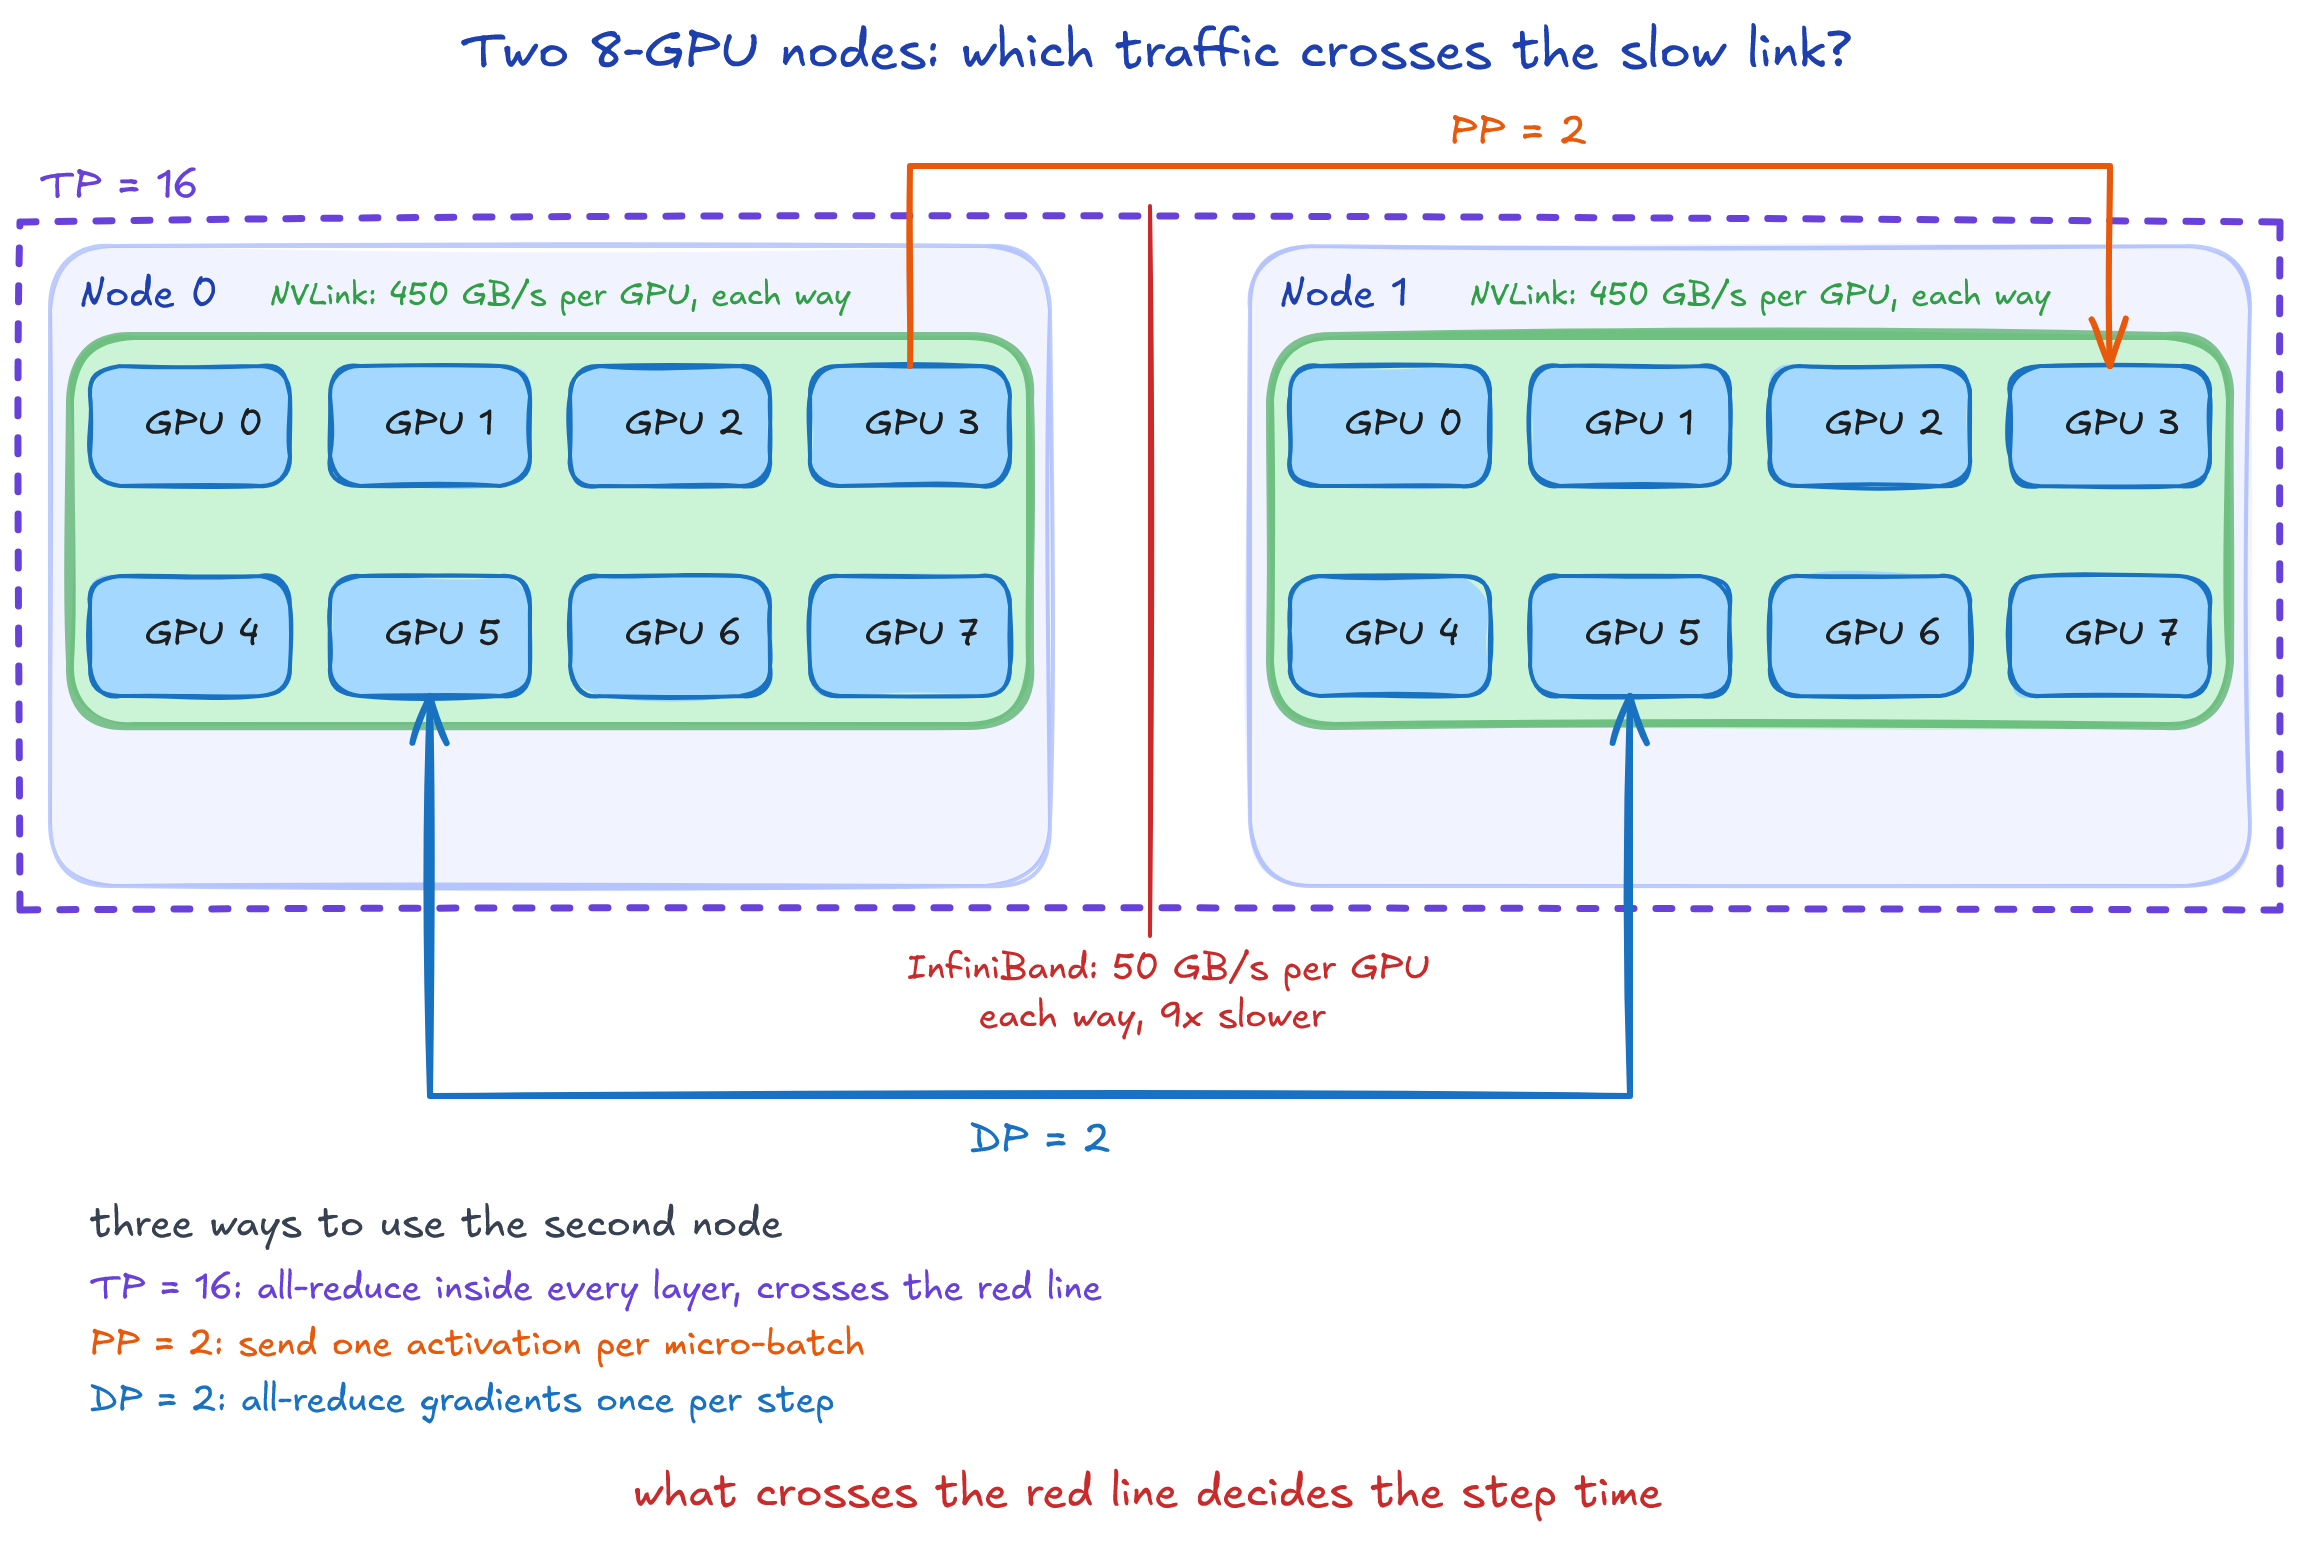 Two 8-GPU nodes: which traffic crosses the slow link?
PP = 2
TP = 16
Node 0
NVLink: 450 GB/s per GPU, each way
Node 1
NVLink: 450 GB/s per GPU, each way
GPU 0
GPU 1
GPU 2
GPU 3
GPU 0
GPU 1
GPU 2
GPU 3
GPU 4
GPU 5
GPU 6
GPU 7
GPU 4
GPU 5
GPU 6
GPU 7
InfiniBand: 50 GB/s per GPU
each way, 9x slower
DP = 2
three ways to use the second node
TP = 16: all-reduce inside every layer, crosses the red line
PP = 2: send one activation per micro-batch
DP = 2: all-reduce gradients once per step
what crosses the red line decides the step time